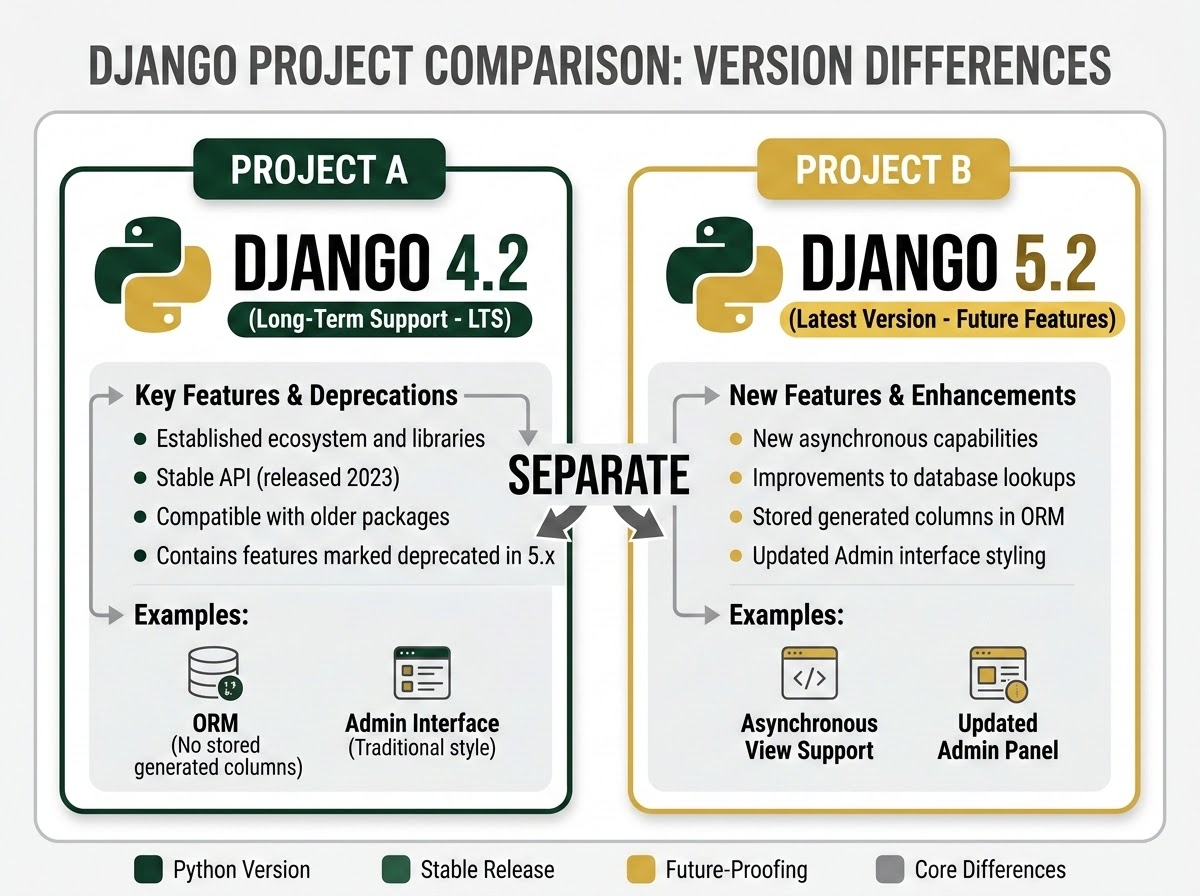 DJANGO PROJECT COMPARISON: VERSION DIFFERENCES
PROJECT A
DJANGO 4.2
(Long-Term Support - LTS)
Key Features & Deprecations
Established ecosystem and libraries
Stable API (released 2023)
Compatible with older packages
Contains features marked deprecated in 5.x
Examples:
ORM
(No stored
generated columns)
Admin Interface
(Traditional style)
SEPARATE
PROJECT B
DJANGO 5.2
(Latest Version - Future Features)
New Features & Enhancements
New asynchronous capabilities
Improvements to database lookups
Stored generated columns in ORM
Updated Admin interface styling
Examples:
</>
Asynchronous
View Support
Updated
Admin Panel
Python Version
Stable Release
Future-Proofing
Core Differences